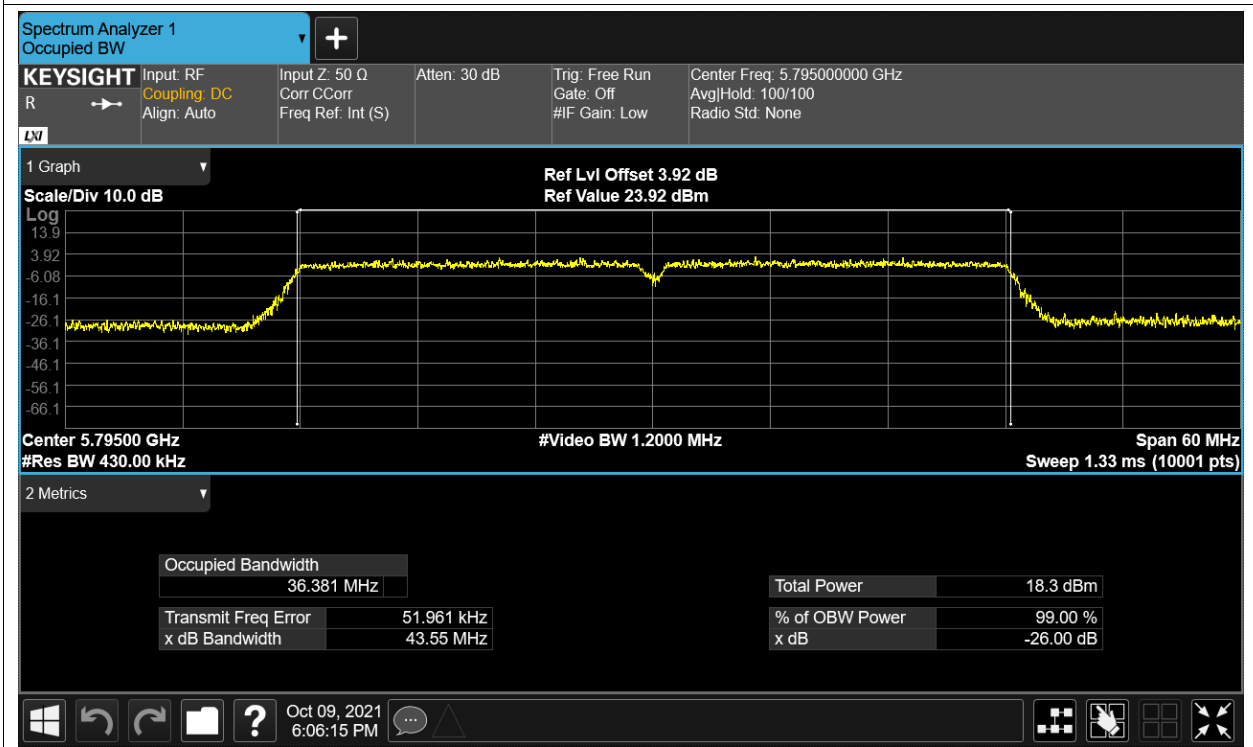 Spectrum Analyzer 1
Occupied BW
KEYSIGHT
R
LXI
Input: RF
Coupling: DC
Align: Auto
Input Z: 50 Ω
Corr CCorr
Freq Ref: Int (S)
Atten: 30 dB
Trig: Free Run
Gate: Off
#IF Gain: Low
Center Freq: 5.795000000 GHz
Avg|Hold: 100/100
Radio Std: None
1 Graph
Scale/Div 10.0 dB
Ref Lvl Offset 3.92 dB
Ref Value 23.92 dBm
Log
13.9
3.92
-6.08
-16.1
-26.1
-36.1
-46.1
-56.1
-66.1
Center 5.79500 GHz
#Video BW 1.2000 MHz
Span 60 MHz
#Res BW 430.00 kHz
Sweep 1.33 ms (10001 pts)
2 Metrics
Occupied Bandwidth
36.381 MHz
Transmit Freq Error 51.961 kHz
x dB Bandwidth 43.55 MHz
Total Power 18.3 dBm
% of OBW Power 99.00 %
x dB -26.00 dB
Oct 09, 2021
6:06:15 PM